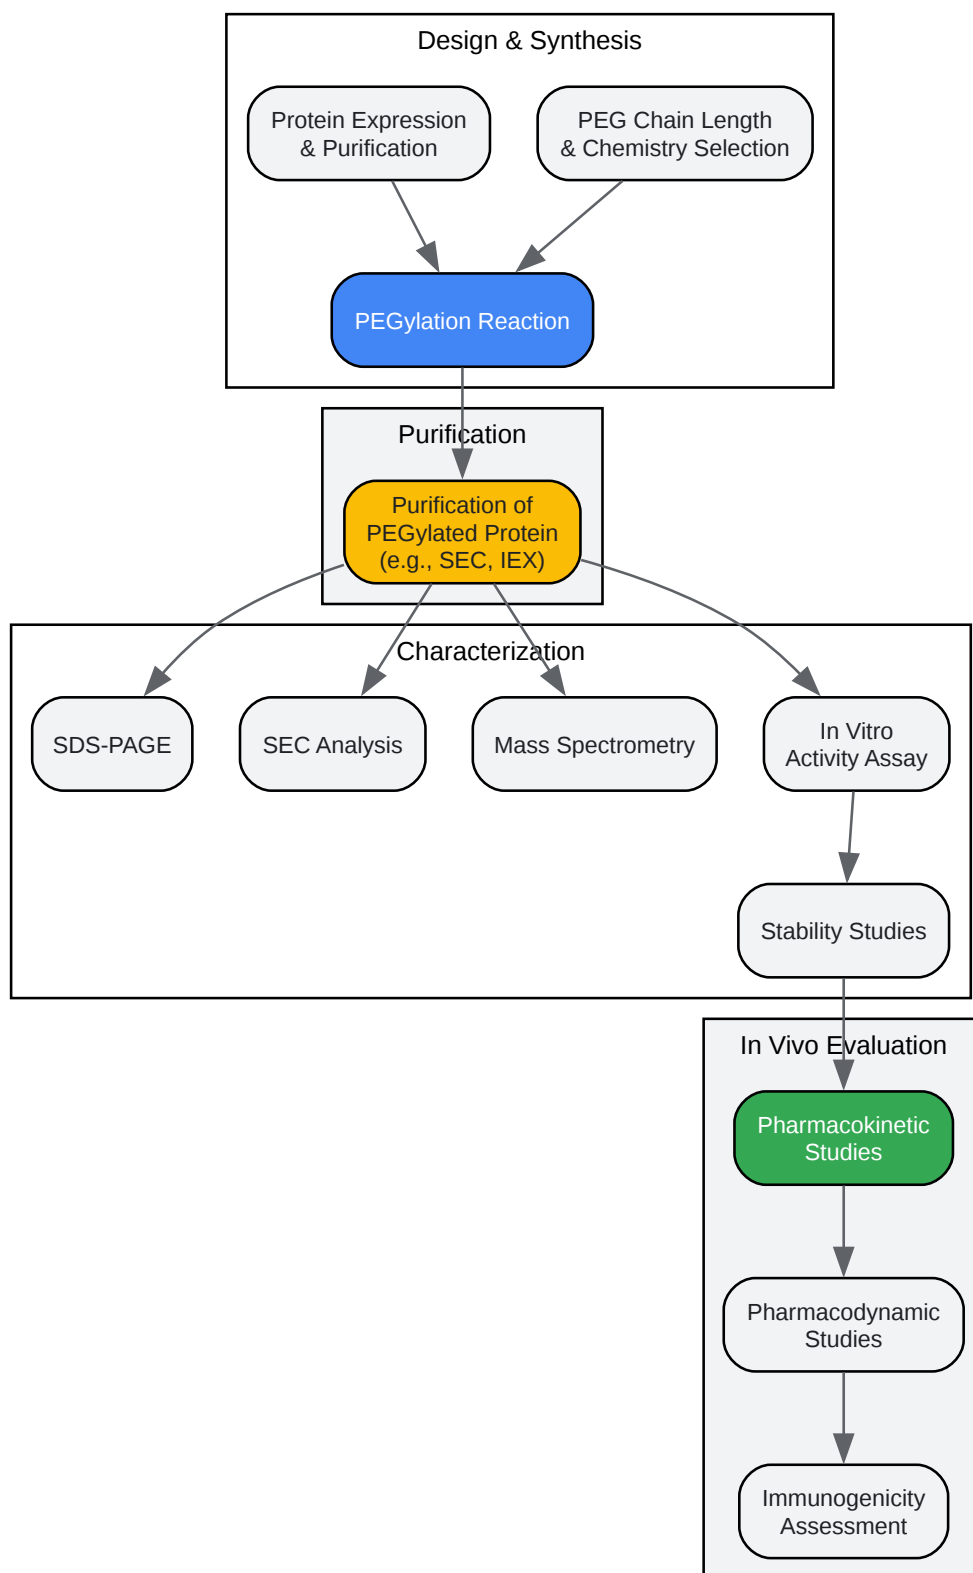 Design & Synthesis
Protein Expression
& Purification
PEG Chain Length
& Chemistry Selection
PEGylation Reaction
Purification
Purification of
PEGylated Protein
(e.g., SEC, IEX)
Characterization
SDS-PAGE
SEC Analysis
Mass Spectrometry
In Vitro
Activity Assay
Stability Studies
In Vivo Evaluation
Pharmacokinetic
Studies
Pharmacodynamic
Studies
Immunogenicity
Assessment